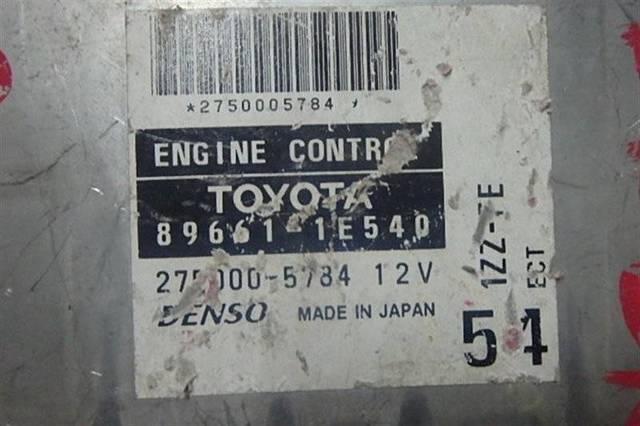 *2750005784 *
ENGINE CONTRO
TOYOTA
89661-1E540
275000-5784 12V
DENSO MADE IN JAPAN
1ZZ-FE
ECT
54